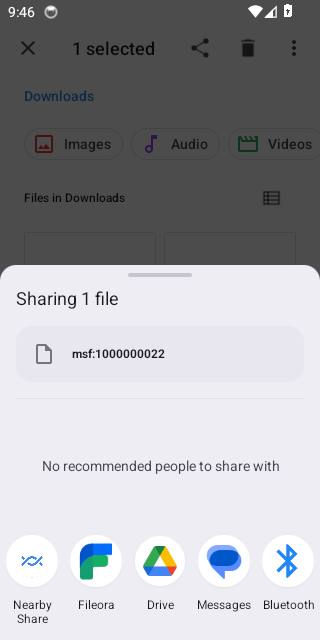 9:46
1 selected
Downloads
Images
Audio
Videos
Files in Downloads
Sharing 1 file
msf:1000000022
No recommended people to share with
Nearby Share
Fileora
Drive
Messages
Bluetooth